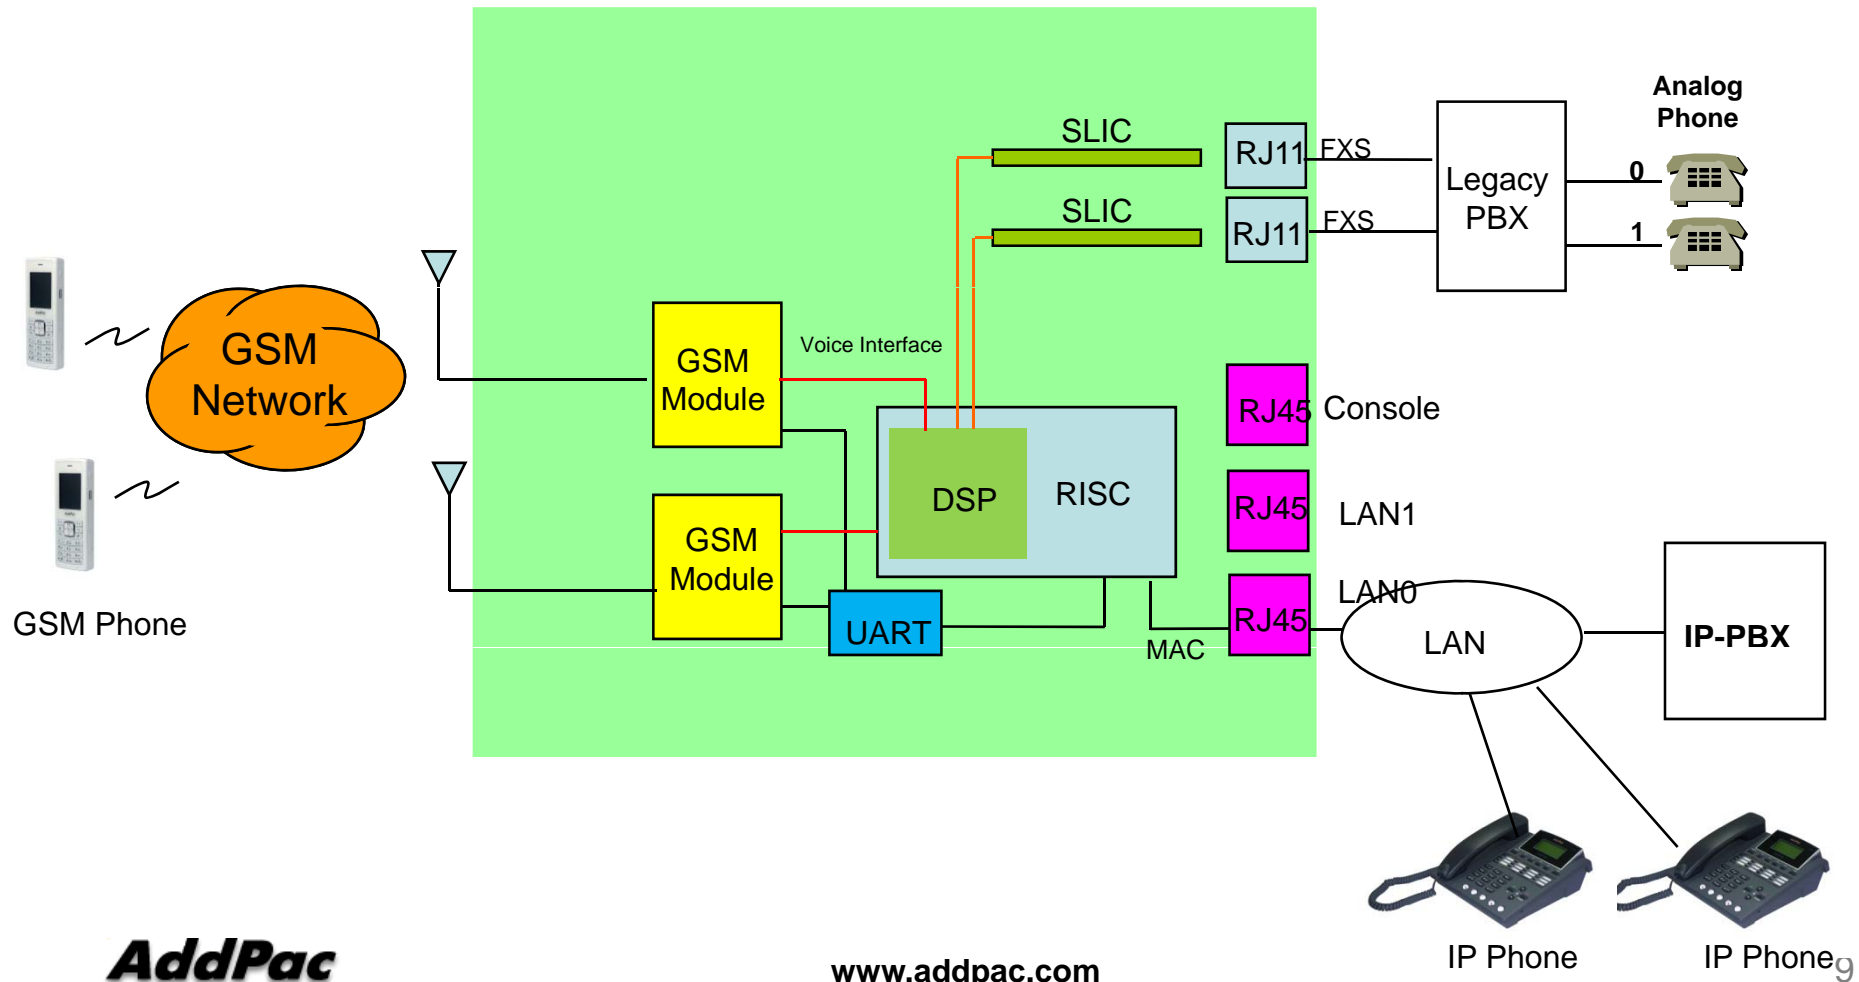 Analog
Phone
SLIC
RJ11
FXS
0
Legacy
PBX
SLIC
RJ11
FXS
1
GSM
Network
GSM
Module
Voice Interface
RJ45
Console
DSP
RISC
RJ45
LAN1
GSM
Module
LAN0
GSM Phone
UART
RJ45
MAC
LAN
IP-PBX
IP Phone
IP Phone
AddPac
www.addpac.com
9